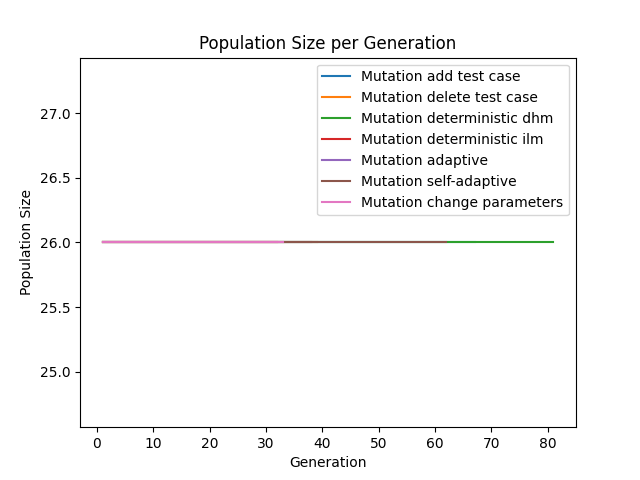 Population Size per Generation
Mutation add test case
Mutation delete test case
Mutation deterministic dhm
Mutation deterministic ilm
Mutation adaptive
Mutation self-adaptive
Mutation change parameters
27.0
26.5
26.0
25.5
25.0
Population Size
0 10 20 30 40 50 60 70 80
Generation